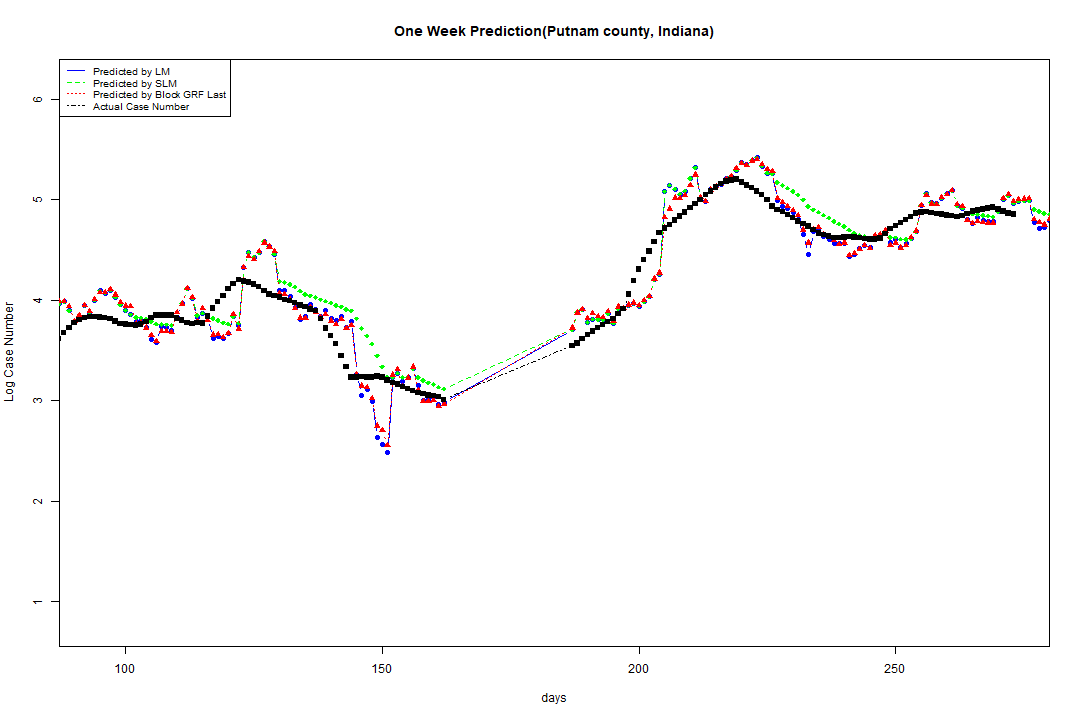 One Week Prediction(Putnam county, Indiana)
Predicted by LM
Predicted by SLM
Predicted by Block GRF Last
Actual Case Number
6
5
4
3
2
1
Log Case Number
100 150 200 250
days